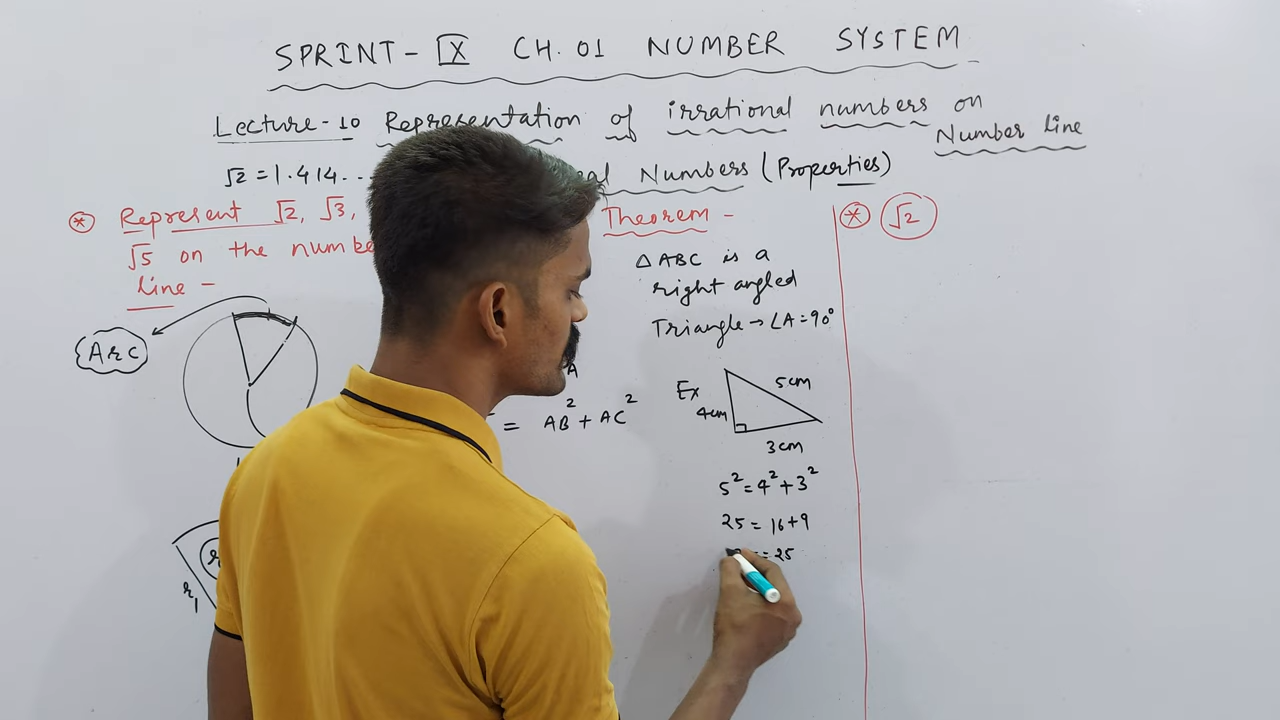 SPRINT-IX CH.01 NUMBER SYSTEM
Lecture-10 Representation of irrational numbers on
Number line
√2 = 1.414... Numbers (Properties)
* Represent √2, √3,
√5 on the number
line -
Arc
r
r1
Theorem -
△ABC is a
right angled
Triangle → ∠A=90°
A
= AB² + AC²
Ex
5cm
4cm
3cm
5² = 4² + 3²
25 = 16+9
= 25
* √2